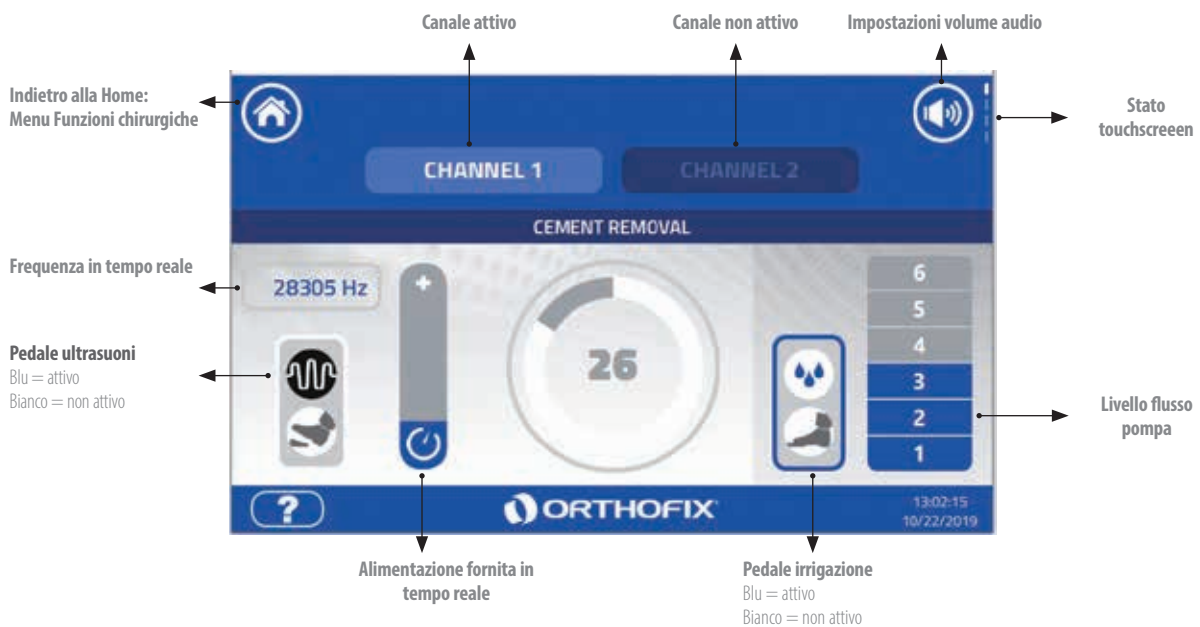 Canale attivo
Canale non attivo
Impostazioni volume audio
Indietro alla Home:
Menu Funzioni chirurgiche
Stato
touchscreeen
CHANNEL 1
CHANNEL 2
CEMENT REMOVAL
Frequenza in tempo reale
28305 Hz
+
26
6
5
4
3
2
1
Pedale ultrasuoni
Blu = attivo
Bianco = non attivo
Livello flusso
pompa
?
ORTHOFIX
13:02:15
10/22/2019
Alimentazione fornita in
tempo reale
Pedale irrigazione
Blu = attivo
Bianco = non attivo